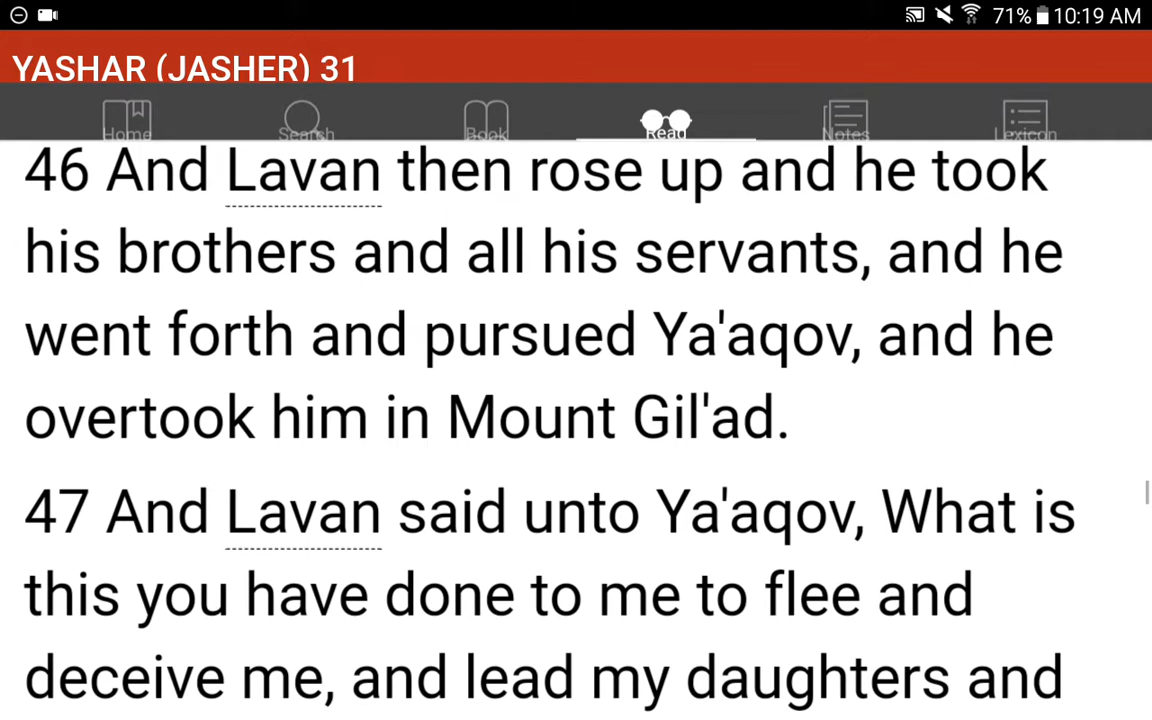 71% 10:19 AM
YASHAR (JASHER) 31
Home Search Book Read Notes Lexicon
46 And Lavan then rose up and he took
his brothers and all his servants, and he
went forth and pursued Ya'aqov, and he
overtook him in Mount Gil'ad.
47 And Lavan said unto Ya'aqov, What is
this you have done to me to flee and
deceive me, and lead my daughters and